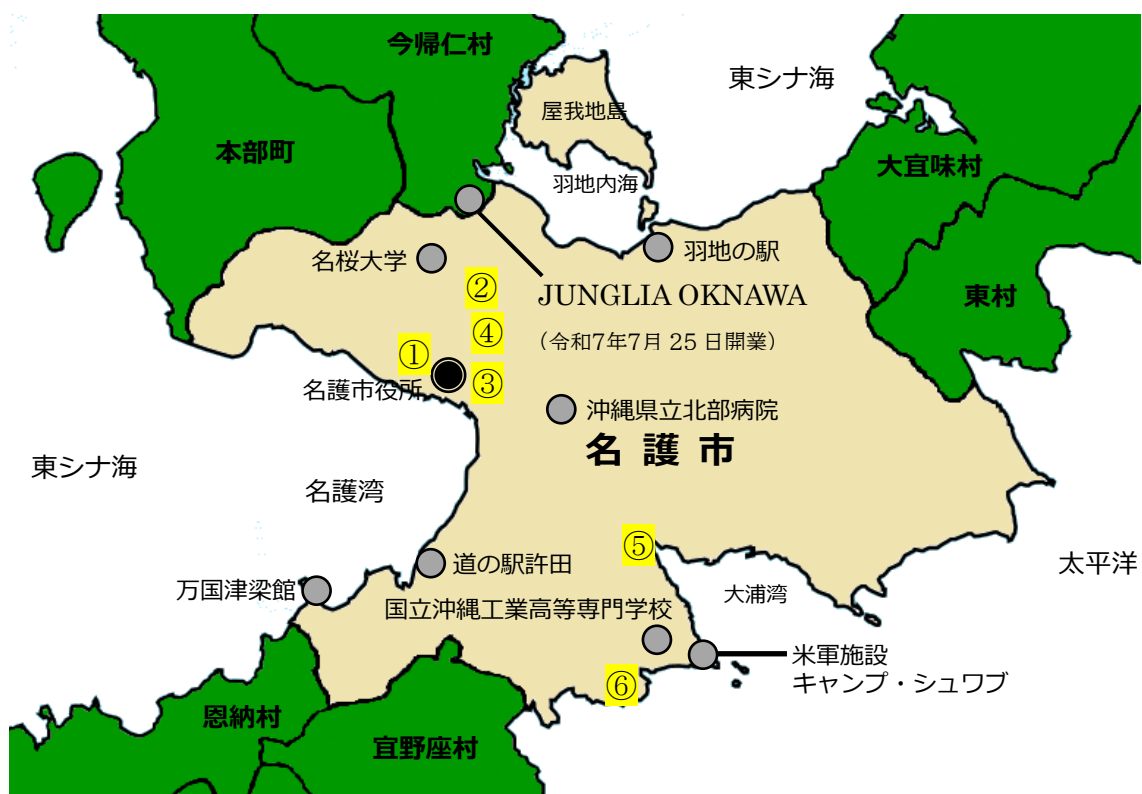 今帰仁村
東シナ海
屋我地島
本部町
大宜味村
羽地内海
名桜大学
羽地の駅
②
JUNGLIA OKNAWA
東村
④
（令和7年7月 25 日開業）
①
③
名護市役所
沖縄県立北部病院
名 護 市
東シナ海
名護湾
⑤
道の駅許田
太平洋
万国津梁館
大浦湾
国立沖縄工業高等専門学校
米軍施設
キャンプ・シュワブ
⑥
恩納村
宜野座村